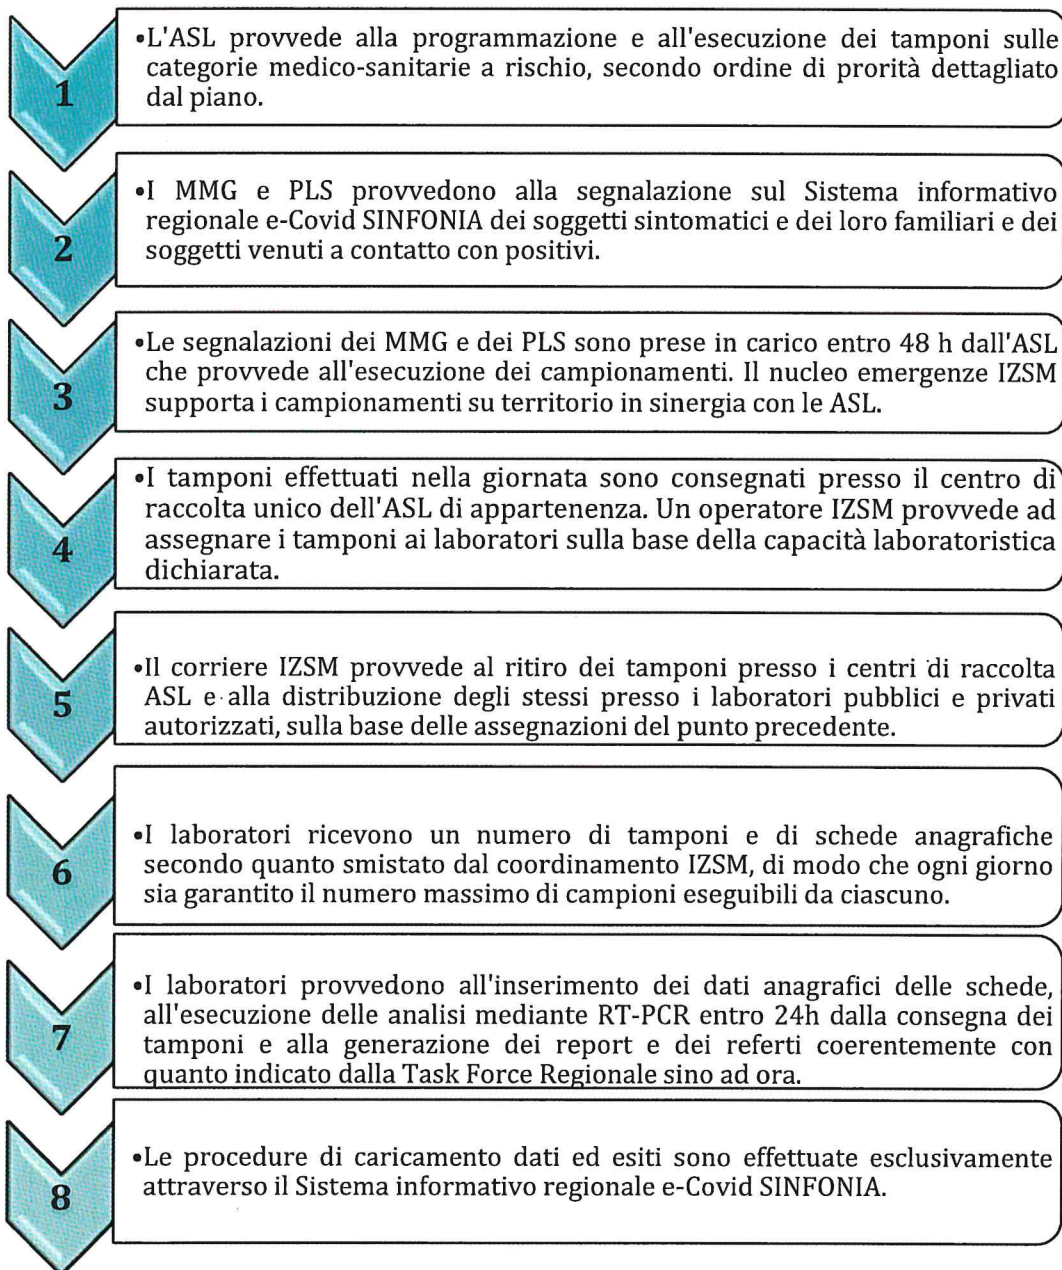 1
•L'ASL provvede alla programmazione e all'esecuzione dei tamponi sulle
categorie medico-sanitarie a rischio, secondo ordine di prorità dettagliato
dal piano.
2
•I MMG e PLS provvedono alla segnalazione sul Sistema informativo
regionale e-Covid SINFONIA dei soggetti sintomatici e dei loro familiari e dei
soggetti venuti a contatto con positivi.
3
•Le segnalazioni dei MMG e dei PLS sono prese in carico entro 48 h dall'ASL
che provvede all'esecuzione dei campionamenti. Il nucleo emergenze IZSM
supporta i campionamenti su territorio in sinergia con le ASL.
4
•I tamponi effettuati nella giornata sono consegnati presso il centro di
raccolta unico dell'ASL di appartenenza. Un operatore IZSM provvede ad
assegnare i tamponi ai laboratori sulla base della capacità laboratoristica
dichiarata.
5
•Il corriere IZSM provvede al ritiro dei tamponi presso i centri di raccolta
ASL e alla distribuzione degli stessi presso i laboratori pubblici e privati
autorizzati, sulla base delle assegnazioni del punto precedente.
6
•I laboratori ricevono un numero di tamponi e di schede anagrafiche
secondo quanto smistato dal coordinamento IZSM, di modo che ogni giorno
sia garantito il numero massimo di campioni eseguibili da ciascuno.
7
•I laboratori provvedono all'inserimento dei dati anagrafici delle schede,
all'esecuzione delle analisi mediante RT-PCR entro 24h dalla consegna dei
tamponi e alla generazione dei report e dei referti coerentemente con
quanto indicato dalla Task Force Regionale sino ad ora.
8
•Le procedure di caricamento dati ed esiti sono effettuate esclusivamente
attraverso il Sistema informativo regionale e-Covid SINFONIA.